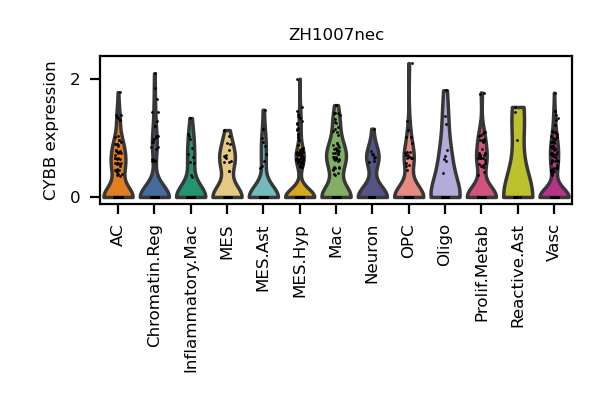 ZH1007nec
CYBB expression
2
0
AC
Chromatin.Reg
Inflammatory.Mac
MES
MES.Ast
MES.Hyp
Mac
Neuron
OPC
Oligo
Prolif.Metab
Reactive.Ast
Vasc